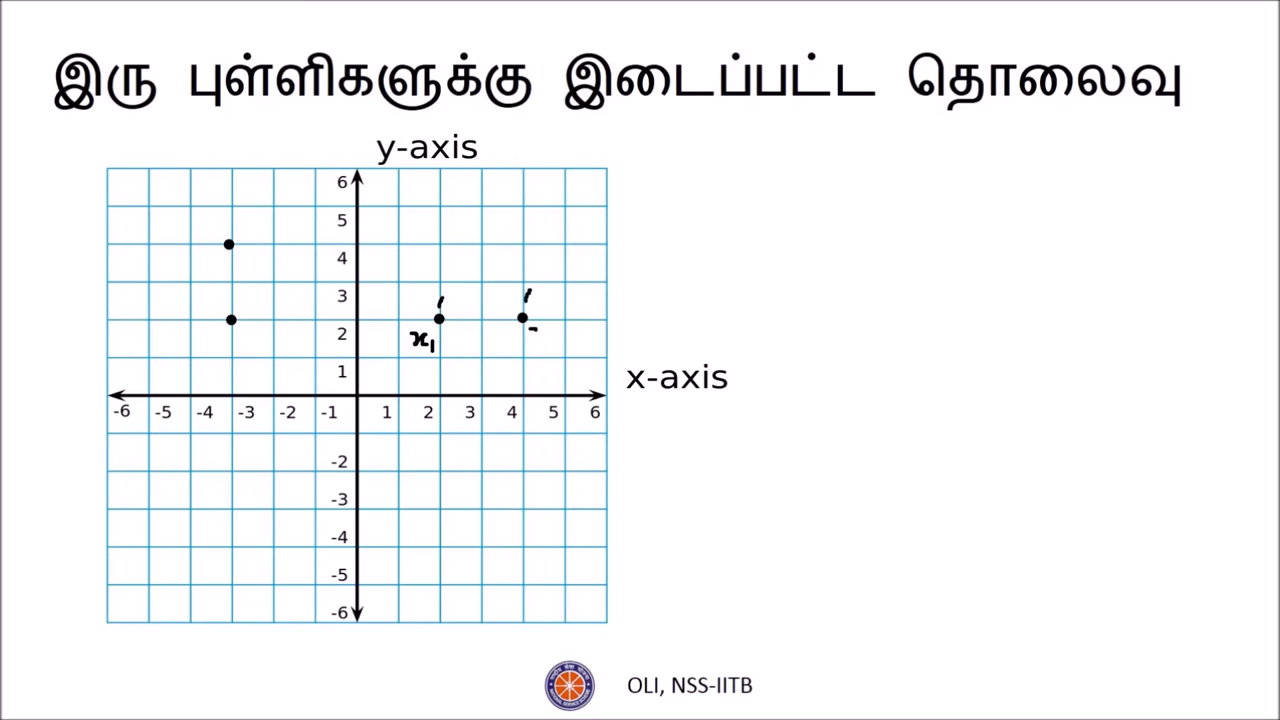 இரு புள்ளிகளுக்கு இடைப்பட்ட தொலைவு
y-axis
6
5
4
3
2
x₁
1
x-axis
-6 -5 -4 -3 -2 -1 1 2 3 4 5 6
-2
-3
-4
-5
-6
OLI, NSS-IITB